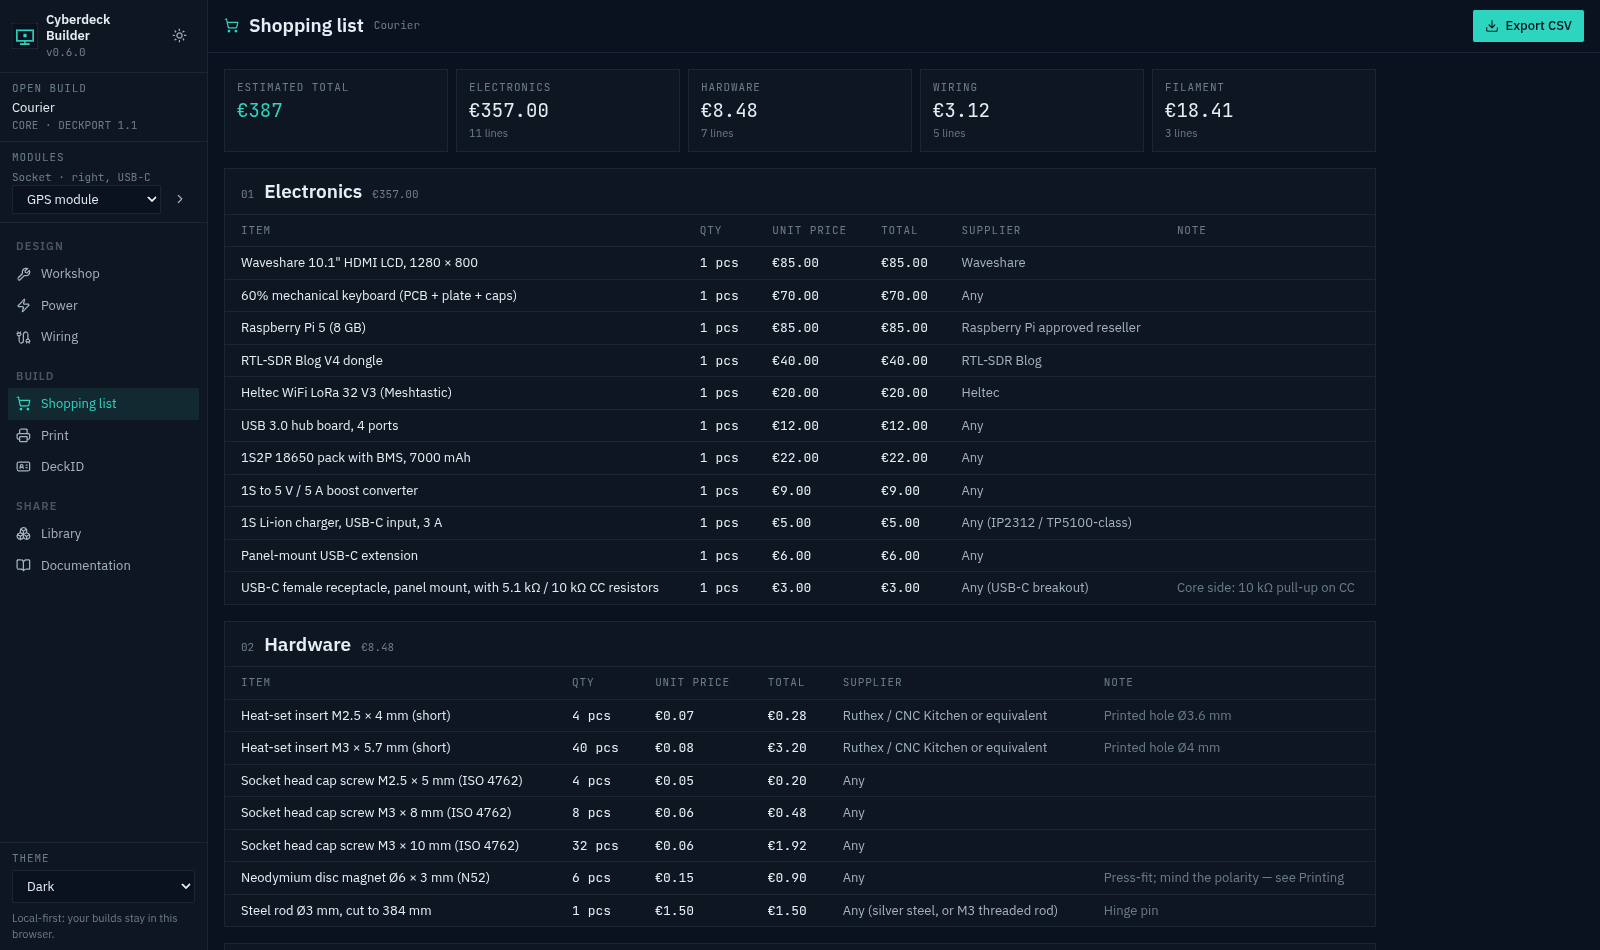 Cyberdeck
Builder
v0.6.0
OPEN BUILD
Courier
CORE · DECKPORT 1.1
MODULES
Socket · right, USB-C
GPS module
DESIGN
Workshop
Power
Wiring
BUILD
Shopping list
Print
DeckID
SHARE
Library
Documentation
THEME
Dark
Local-first: your builds stay in this
browser.
Shopping list Courier
Export CSV
ESTIMATED TOTAL
€387
ELECTRONICS
€357.00
11 lines
HARDWARE
€8.48
7 lines
WIRING
€3.12
5 lines
FILAMENT
€18.41
3 lines
01 Electronics €357.00
ITEM QTY UNIT PRICE TOTAL SUPPLIER NOTE
Waveshare 10.1" HDMI LCD, 1280 × 800 1 pcs €85.00 €85.00 Waveshare
60% mechanical keyboard (PCB + plate + caps) 1 pcs €70.00 €70.00 Any
Raspberry Pi 5 (8 GB) 1 pcs €85.00 €85.00 Raspberry Pi approved reseller
RTL-SDR Blog V4 dongle 1 pcs €40.00 €40.00 RTL-SDR Blog
Heltec WiFi LoRa 32 V3 (Meshtastic) 1 pcs €20.00 €20.00 Heltec
USB 3.0 hub board, 4 ports 1 pcs €12.00 €12.00 Any
1S2P 18650 pack with BMS, 7000 mAh 1 pcs €22.00 €22.00 Any
1S to 5 V / 5 A boost converter 1 pcs €9.00 €9.00 Any
1S Li-ion charger, USB-C input, 3 A 1 pcs €5.00 €5.00 Any (IP2312 / TP5100-class)
Panel-mount USB-C extension 1 pcs €6.00 €6.00 Any
USB-C female receptacle, panel mount, with 5.1 kΩ / 10 kΩ CC resistors 1 pcs €3.00 €3.00 Any (USB-C breakout) Core side: 10 kΩ pull-up on CC
02 Hardware €8.48
ITEM QTY UNIT PRICE TOTAL SUPPLIER NOTE
Heat-set insert M2.5 × 4 mm (short) 4 pcs €0.07 €0.28 Ruthex / CNC Kitchen or equivalent Printed hole Ø3.6 mm
Heat-set insert M3 × 5.7 mm (short) 40 pcs €0.08 €3.20 Ruthex / CNC Kitchen or equivalent Printed hole Ø4 mm
Socket head cap screw M2.5 × 5 mm (ISO 4762) 4 pcs €0.05 €0.20 Any
Socket head cap screw M3 × 8 mm (ISO 4762) 8 pcs €0.06 €0.48 Any
Socket head cap screw M3 × 10 mm (ISO 4762) 32 pcs €0.06 €1.92 Any
Neodymium disc magnet Ø6 × 3 mm (N52) 6 pcs €0.15 €0.90 Any Press-fit; mind the polarity — see Printing
Steel rod Ø3 mm, cut to 384 mm 1 pcs €1.50 €1.50 Any (silver steel, or M3 threaded rod) Hinge pin